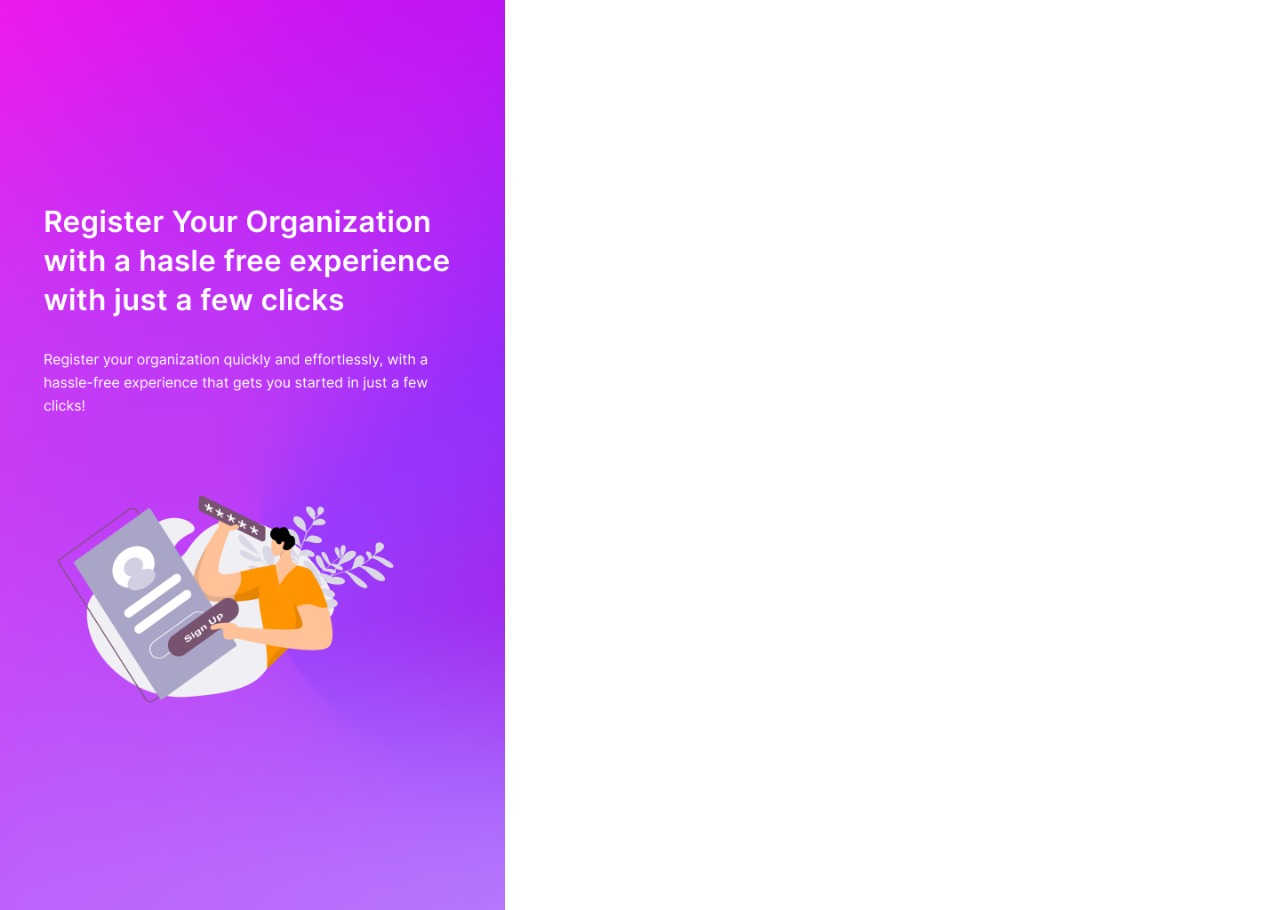 Register Your Organization
with a hasle free experience
with just a few clicks
Register your organization quickly and effortlessly, with a
hassle-free experience that gets you started in just a few
clicks!
*****
Sign Up